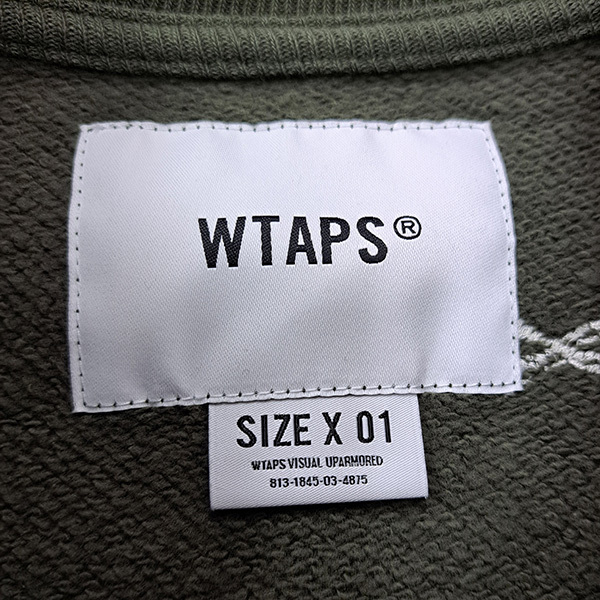 WTAPS®
SIZE X 01
WTAPS VISUAL UPARMORED
813-1845-03-4875